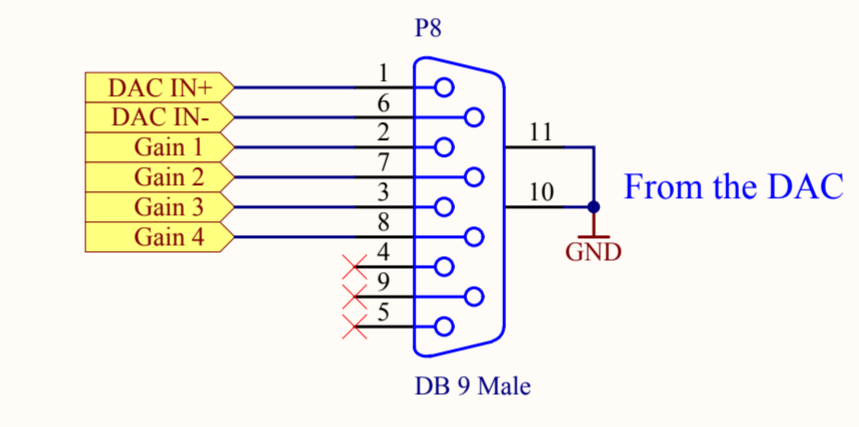 P8
DAC IN+ 1
DAC IN- 6
Gain 1 2
Gain 2 7
Gain 3 3
Gain 4 8
4
9
5
11
10
From the DAC
GND
DB 9 Male